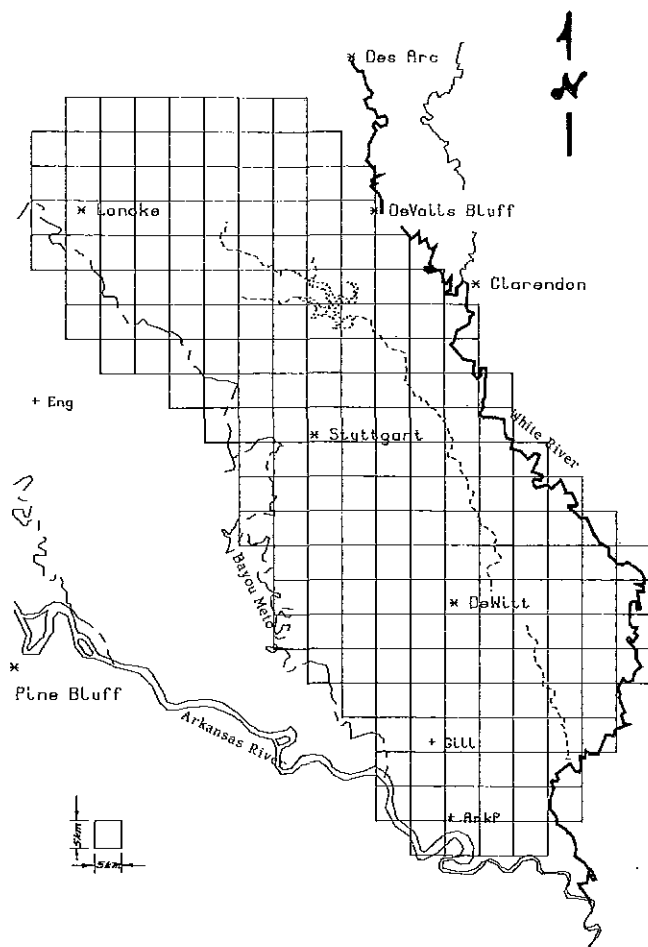 Des Arc
N
Lonoke
DeValls Bluff
Clarendon
Eng
Stuttgart
White River
Bayou Meto
DeWitt
Pine Bluff
Arkansas River
Gill
5km
5km